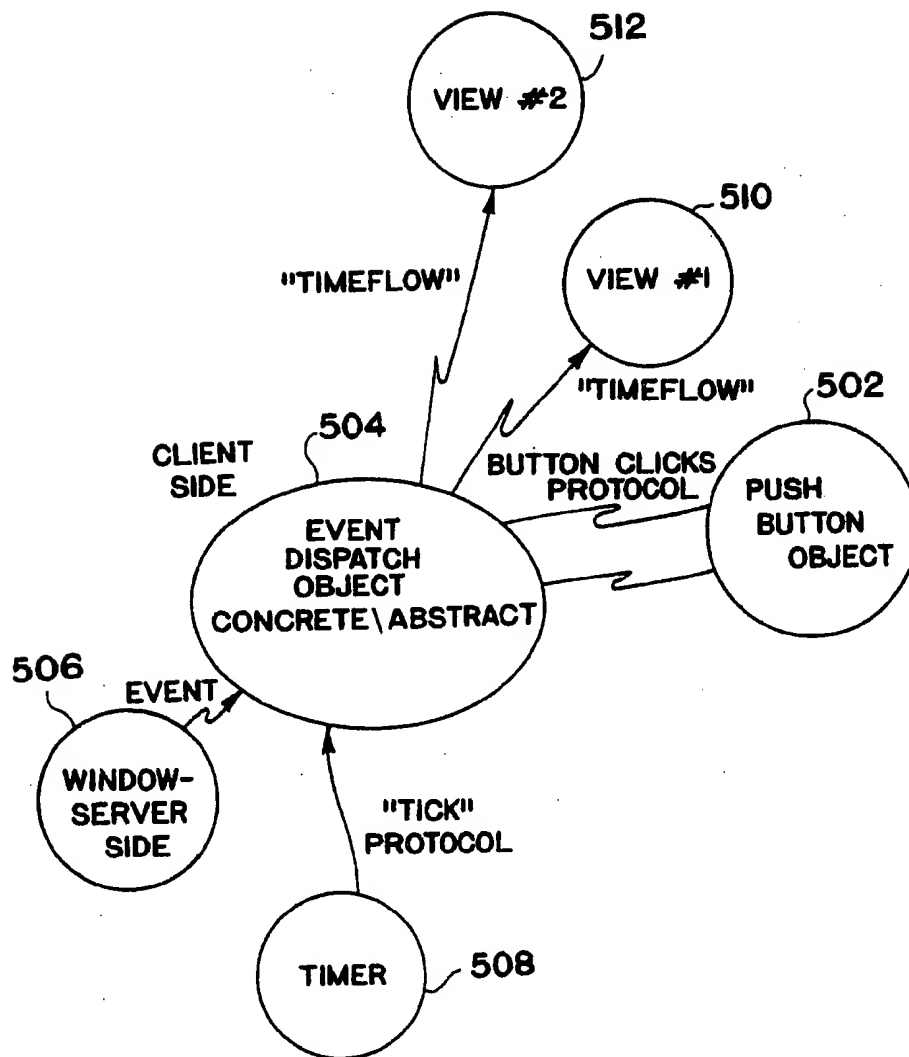 512
VIEW #2
510
VIEW #1
"TIMEFLOW"
"TIMEFLOW"
502
504
CLIENT
SIDE
BUTTON CLICKS
PROTOCOL
PUSH
BUTTON
OBJECT
EVENT
DISPATCH
OBJECT
CONCRETE\ABSTRACT
506
EVENT
WINDOW-
SERVER
SIDE
"TICK"
PROTOCOL
TIMER
508